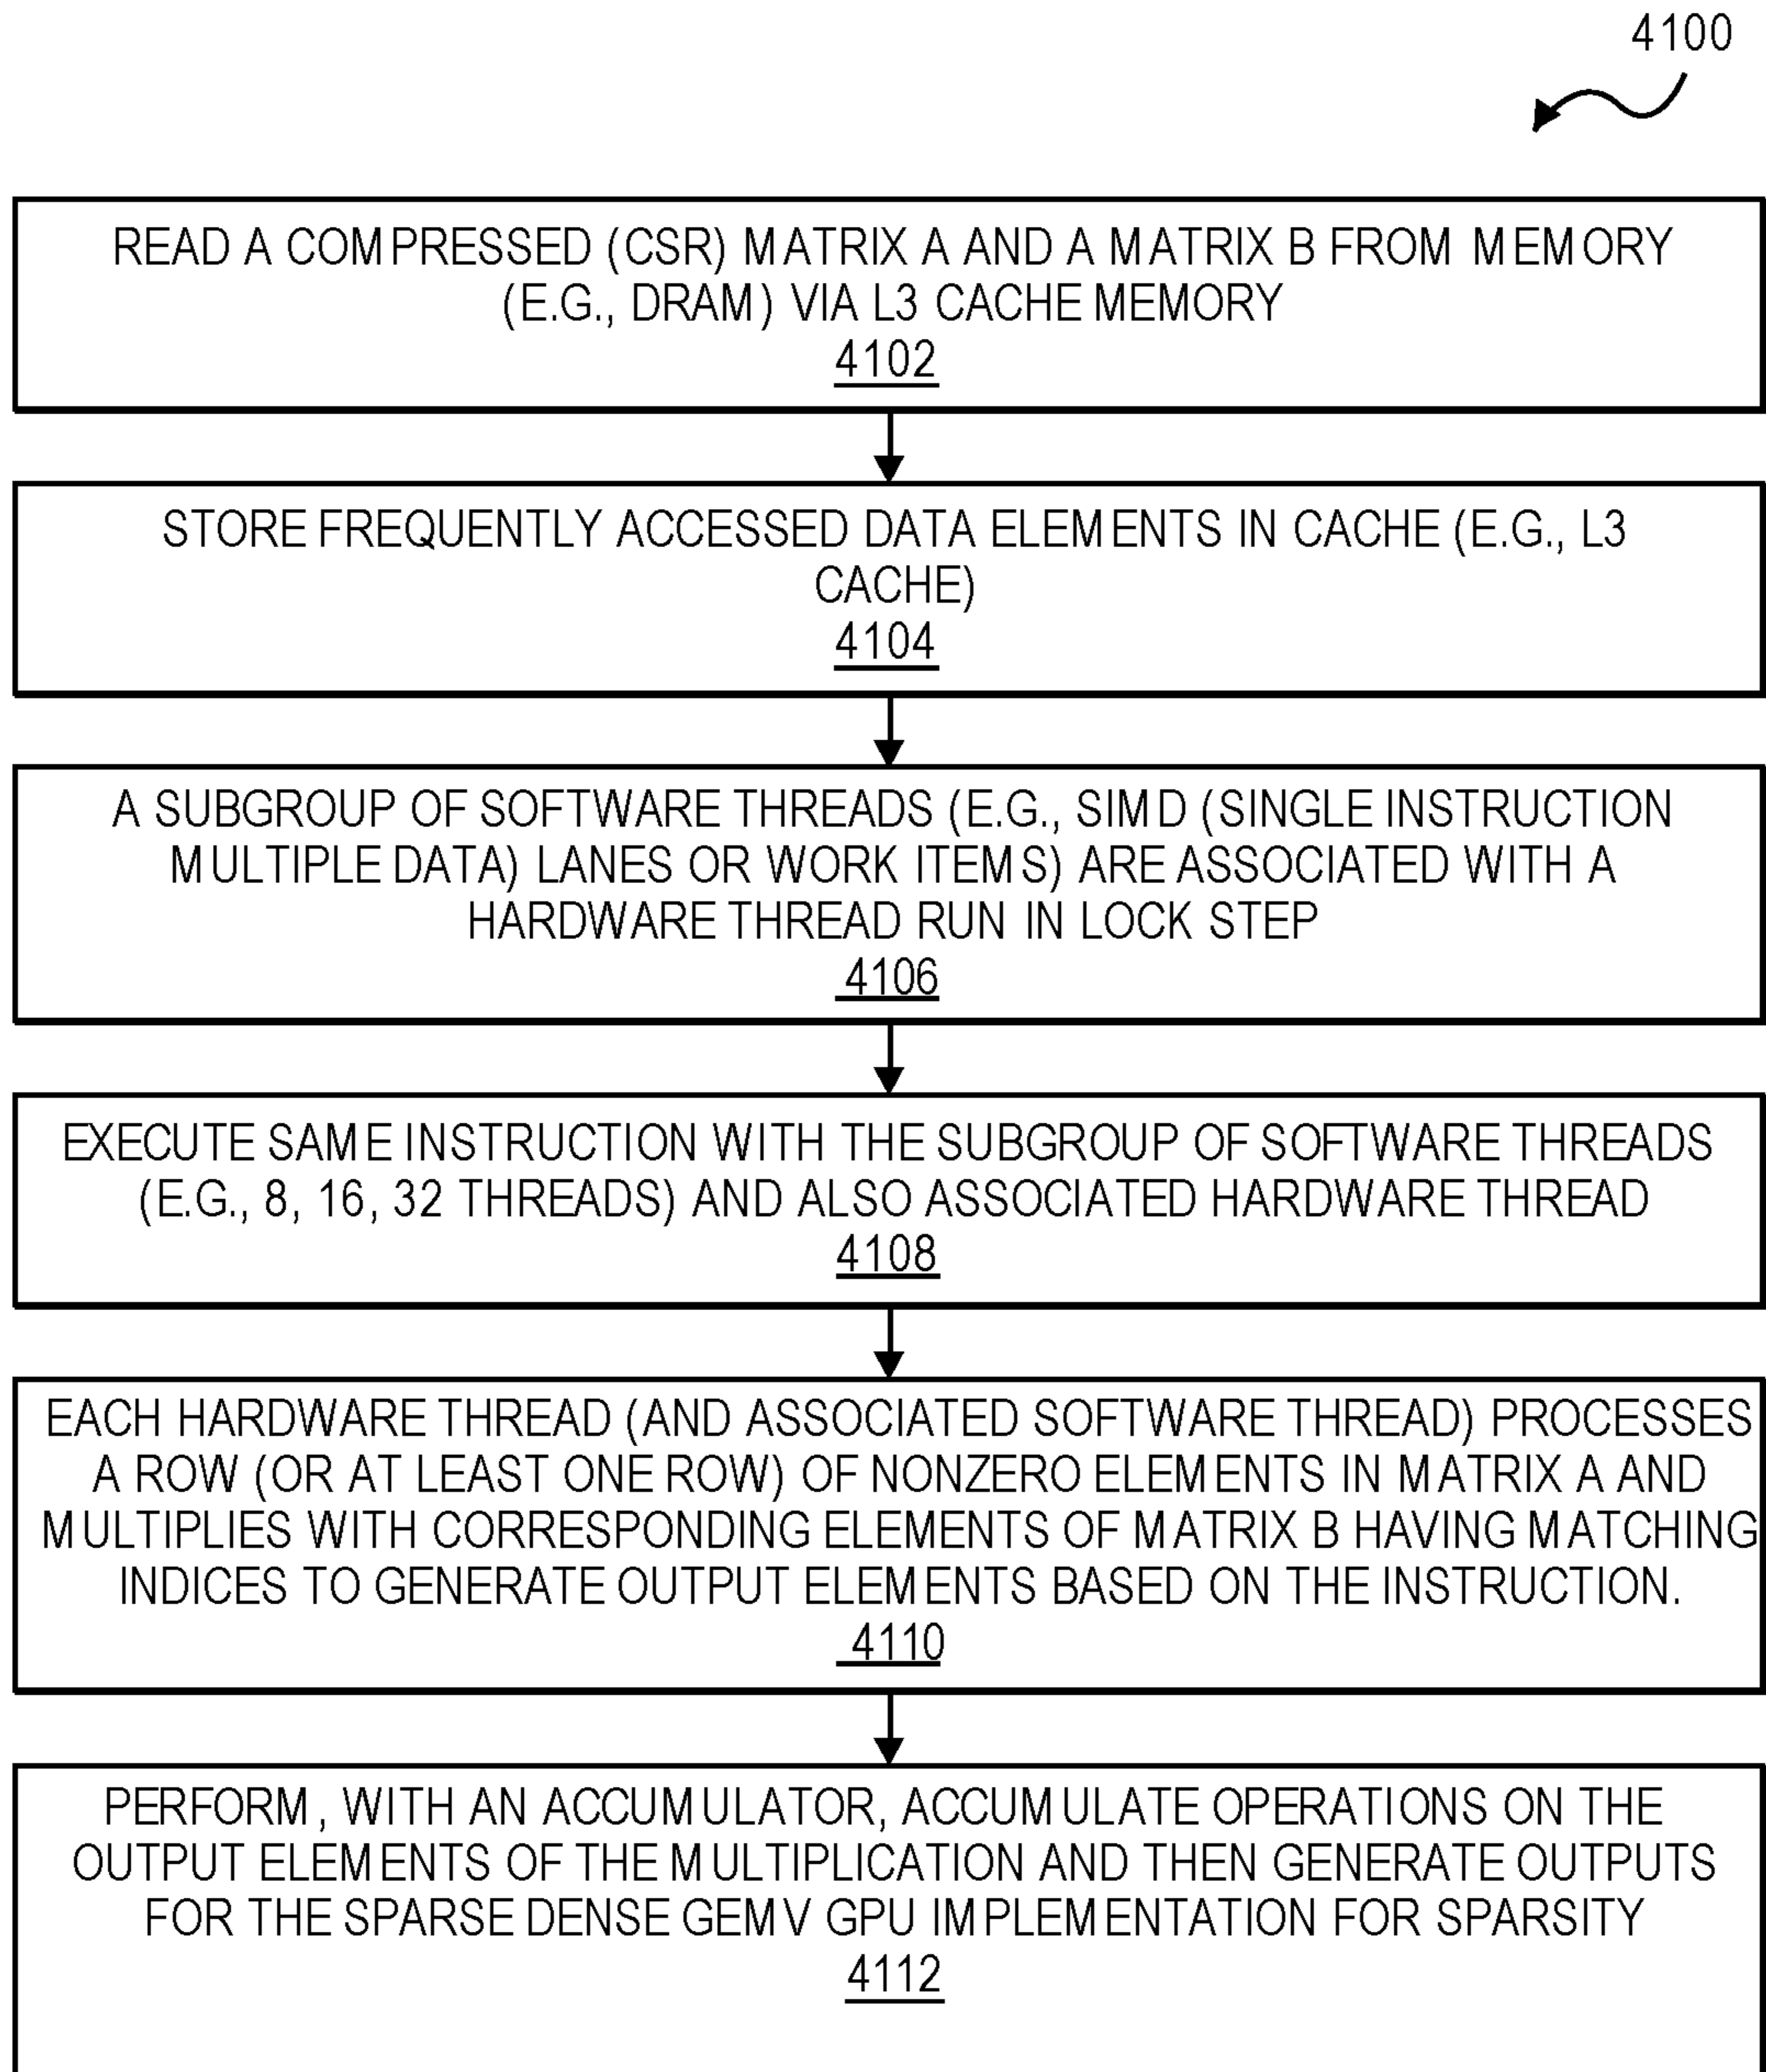 4100
READ A COMPRESSED (CSR) MATRIX A AND A MATRIX B FROM MEMORY
(E.G., DRAM) VIA L3 CACHE MEMORY
4102
STORE FREQUENTLY ACCESSED DATA ELEMENTS IN CACHE (E.G., L3
CACHE)
4104
A SUBGROUP OF SOFTWARE THREADS (E.G., SIMD (SINGLE INSTRUCTION
MULTIPLE DATA) LANES OR WORK ITEMS) ARE ASSOCIATED WITH A
HARDWARE THREAD RUN IN LOCK STEP
4106
EXECUTE SAME INSTRUCTION WITH THE SUBGROUP OF SOFTWARE THREADS
(E.G., 8, 16, 32 THREADS) AND ALSO ASSOCIATED HARDWARE THREAD
4108
EACH HARDWARE THREAD (AND ASSOCIATED SOFTWARE THREAD) PROCESSES
A ROW (OR AT LEAST ONE ROW) OF NONZERO ELEMENTS IN MATRIX A AND
MULTIPLIES WITH CORRESPONDING ELEMENTS OF MATRIX B HAVING MATCHING
INDICES TO GENERATE OUTPUT ELEMENTS BASED ON THE INSTRUCTION.
4110
PERFORM, WITH AN ACCUMULATOR, ACCUMULATE OPERATIONS ON THE
OUTPUT ELEMENTS OF THE MULTIPLICATION AND THEN GENERATE OUTPUTS
FOR THE SPARSE DENSE GEMV GPU IMPLEMENTATION FOR SPARSITY
4112